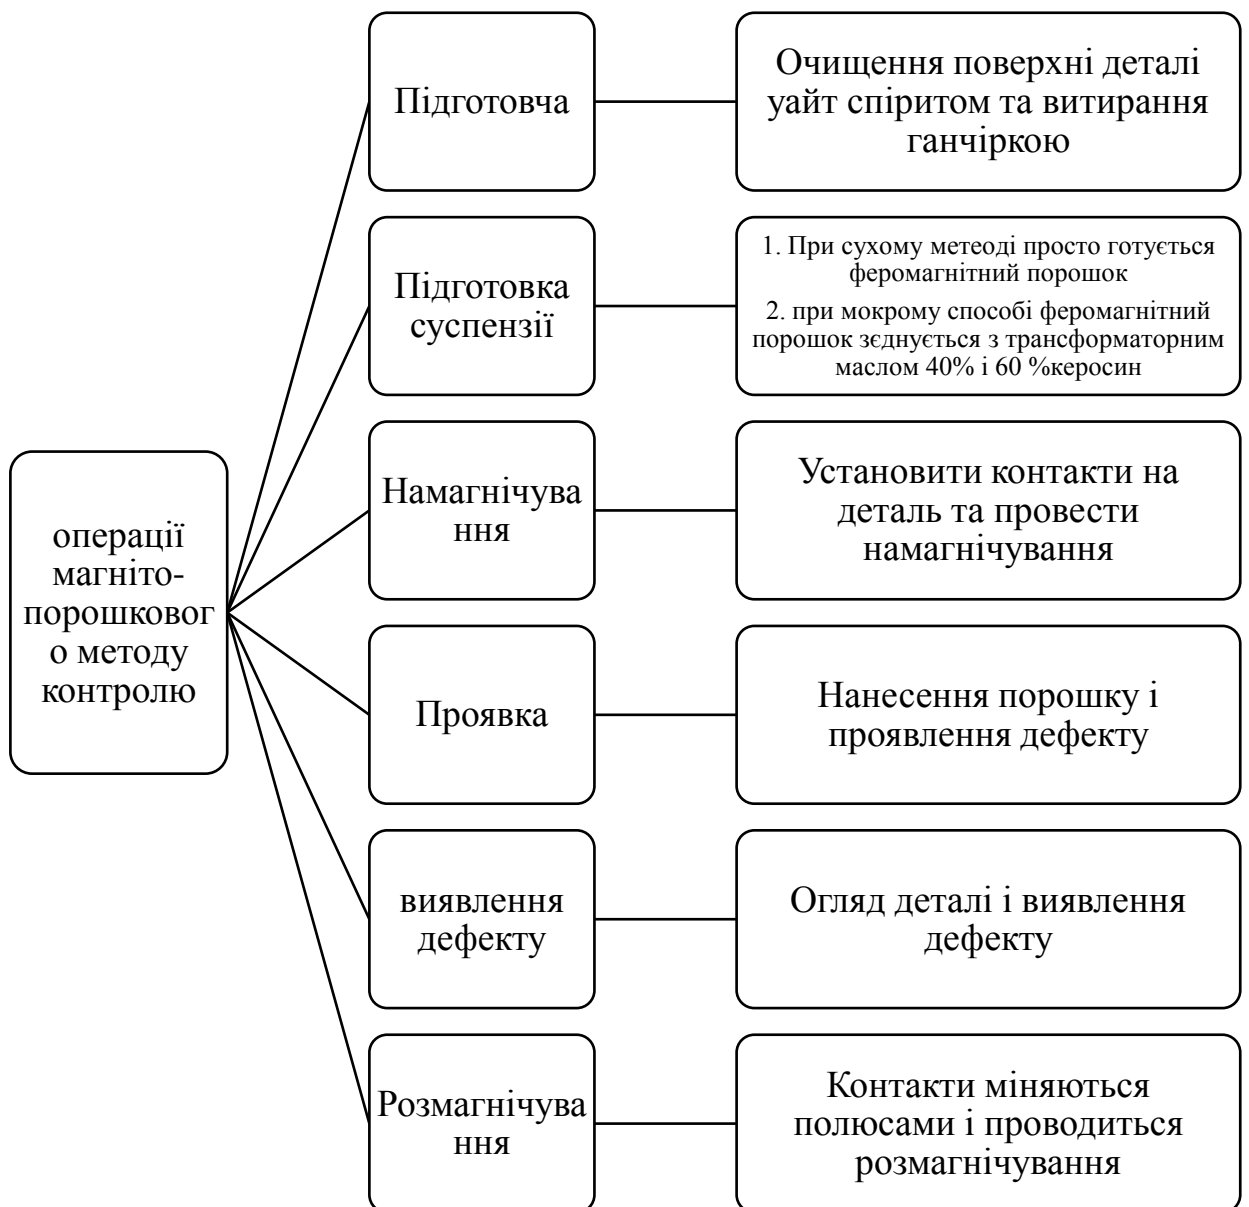 операції
магніто-
порошковог
о методу
контролю
Підготовча
Очищення поверхні деталі
уайт спіритом та витирання
ганчіркою
Підготовка
суспензії
1. При сухому метеоді просто готується
феромагнітний порошок
2. при мокрому способі феромагнітний
порошок зєднується з трансформаторним
маслом 40% і 60 %керосин
Намагнічува
ння
Установити контакти на
деталь та провести
намагнічування
Проявка
Нанесення порошку і
проявлення дефекту
виявлення
дефекту
Огляд деталі і виявлення
дефекту
Розмагнічува
ння
Контакти міняються
полюсами і проводиться
розмагнічування